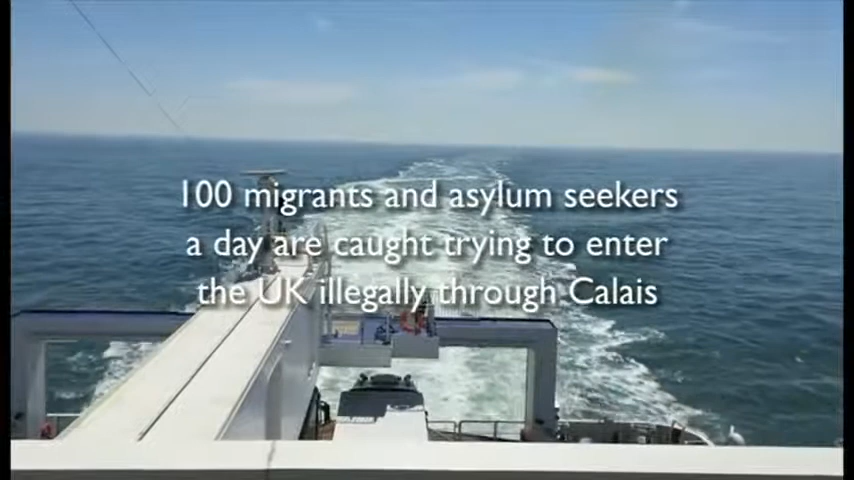 100 migrants and asylum seekers
a day are caught trying to enter
the UK illegally through Calais